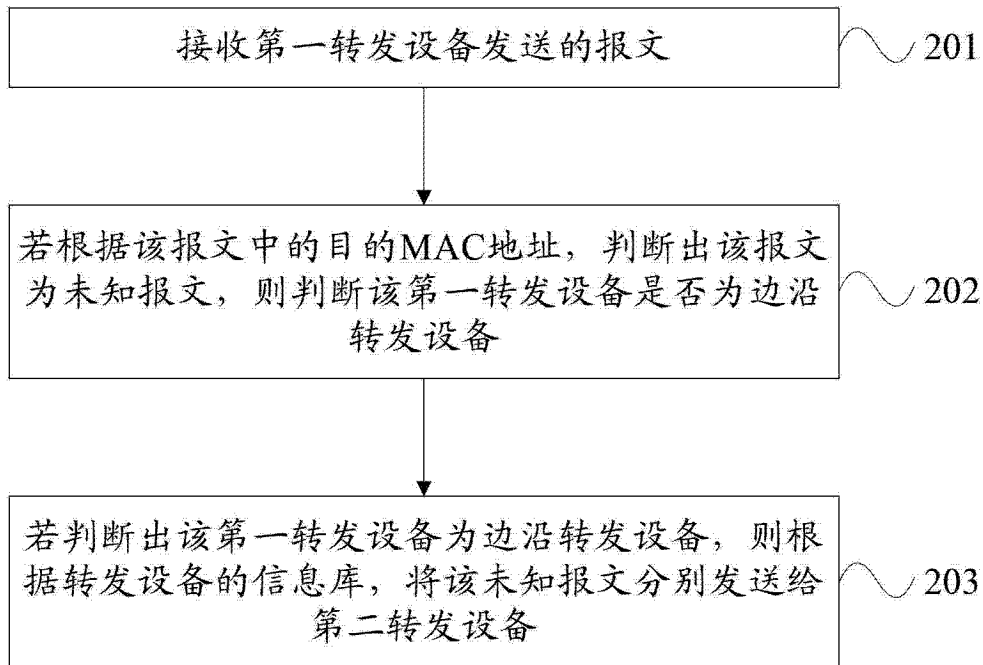 接收第一转发设备发送的报文
201
若根据该报文中的目的MAC地址，判断出该报文
为未知报文，则判断该第一转发设备是否为边沿
转发设备
202
若判断出该第一转发设备为边沿转发设备，则根
据转发设备的信息库，将该未知报文分别发送给
第二转发设备
203